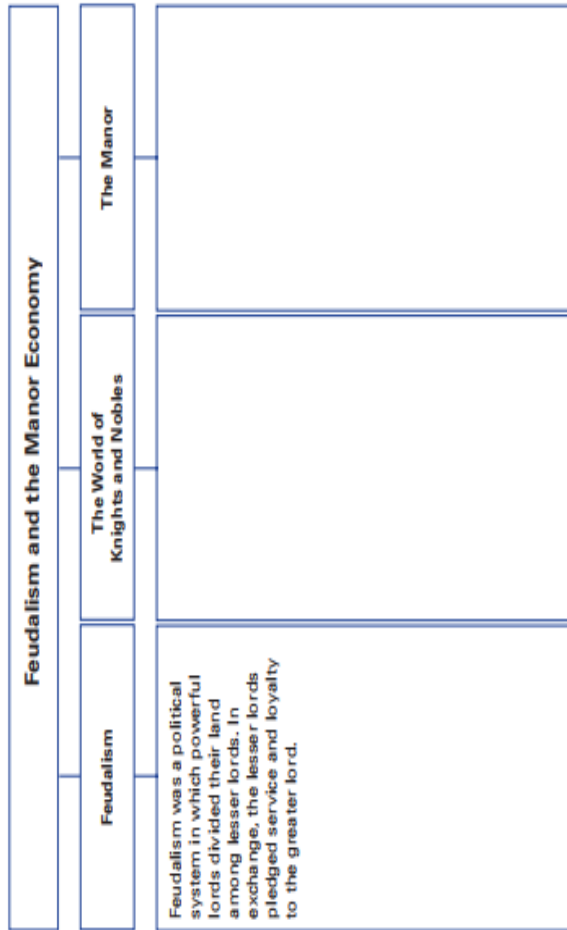 Feudalism and the Manor Economy
Feudalism
Feudalism was a political
system in which powerful
lords divided their land
among lesser lords. In
exchange, the lesser lords
pledged service and loyalty
to the greater lord.
The World of
Knights and Nobles
The Manor